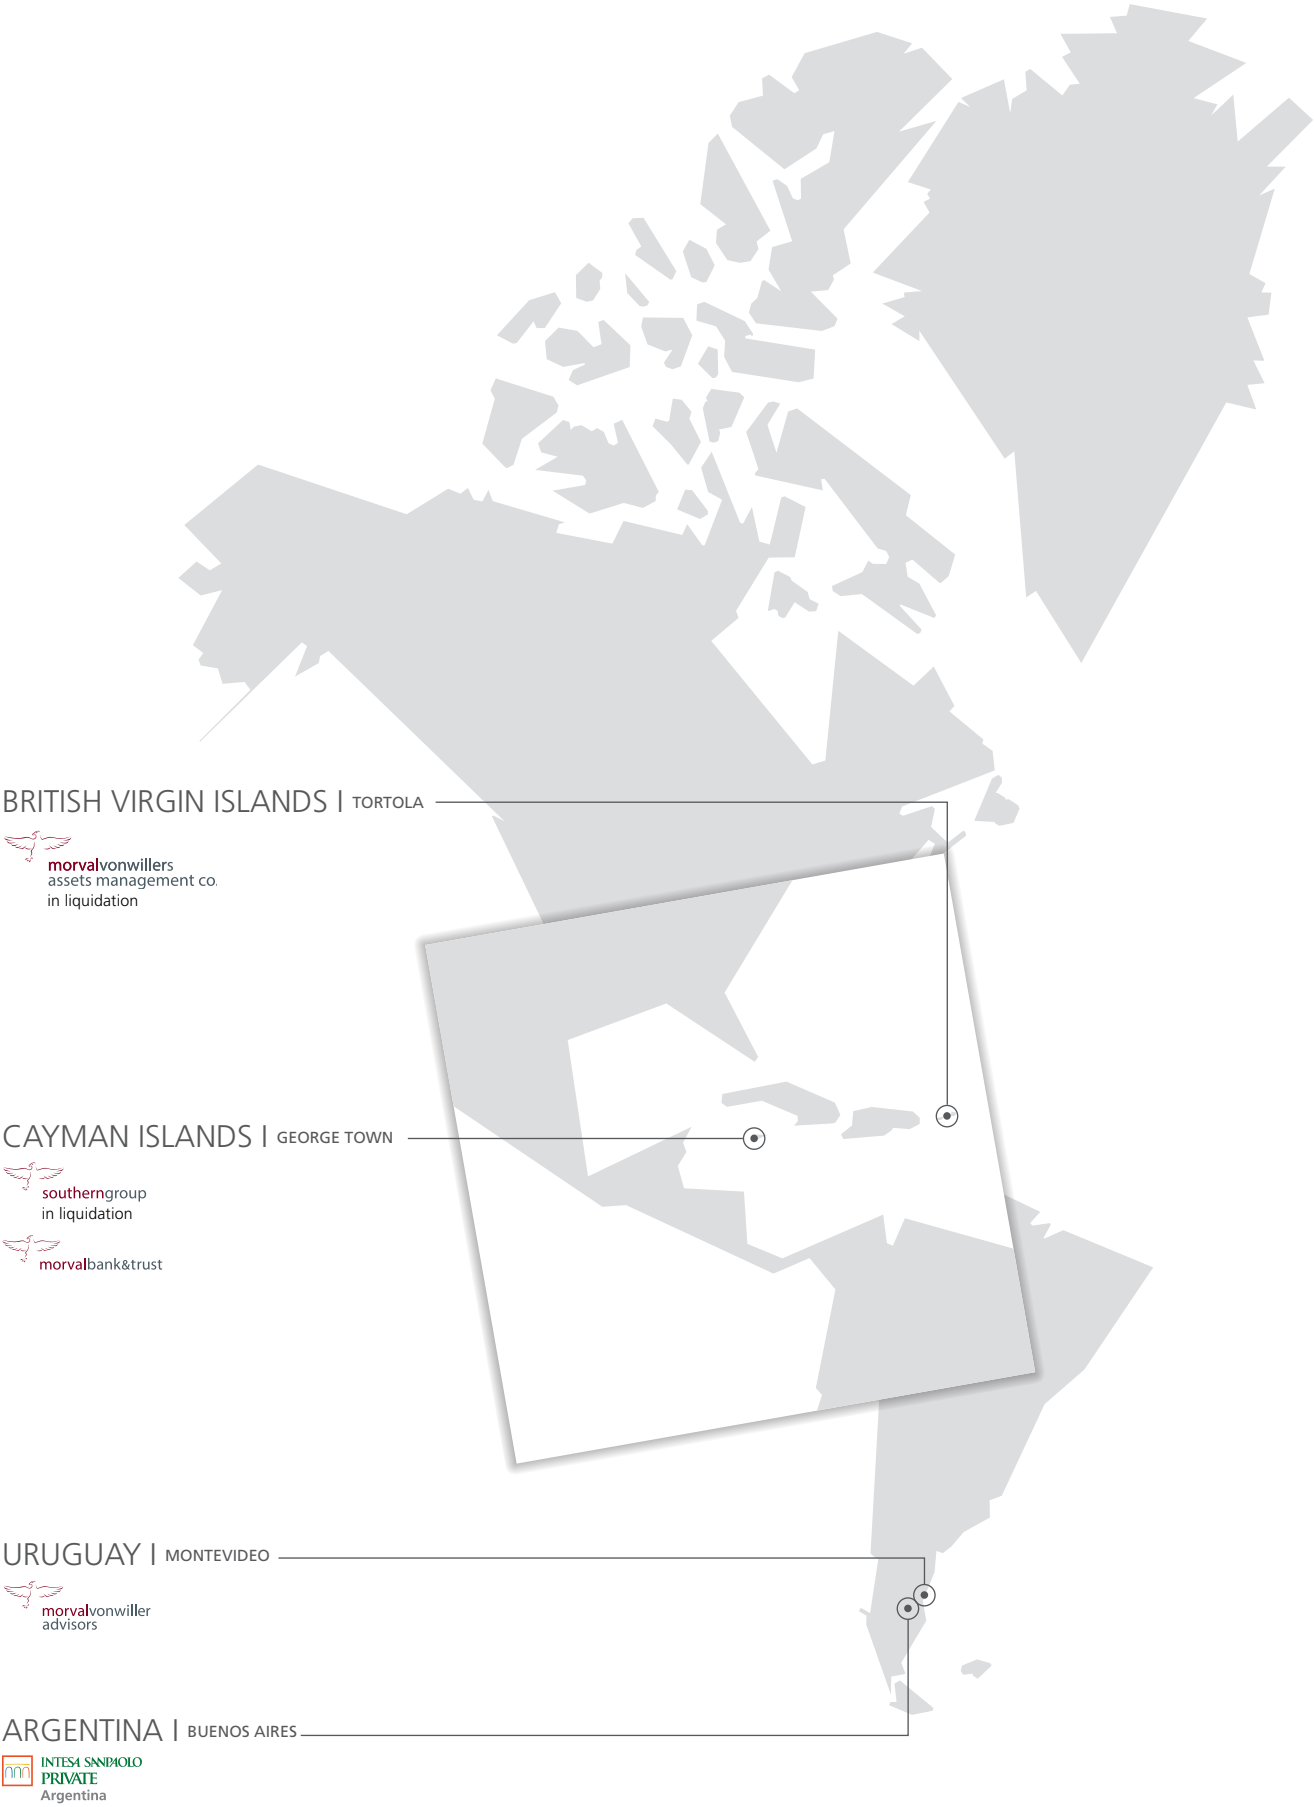 BRITISH VIRGIN ISLANDS | TORTOLA
morvalvonwillers
assets management co.
in liquidation
CAYMAN ISLANDS | GEORGE TOWN
southerngroup
in liquidation
morvalbank&trust
URUGUAY | MONTEVIDEO
morvalvonwiller
advisors
ARGENTINA | BUENOS AIRES
INTESA SANPAOLO
PRIVATE
Argentina